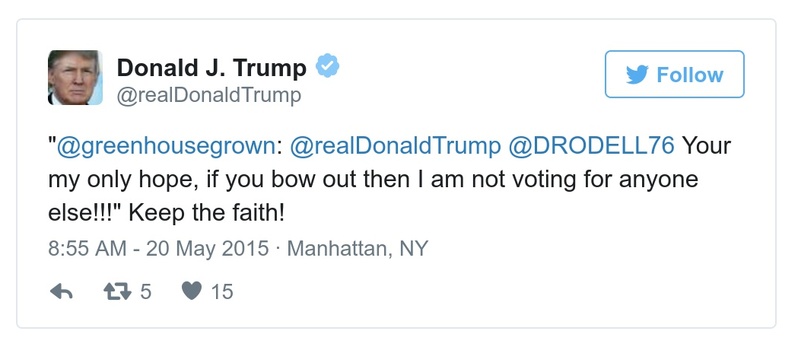 Donald J. Trump
@realDonaldTrump
Follow
"@greenhousegrown: @realDonaldTrump @DRODELL76 Your
my only hope, if you bow out then I am not voting for anyone
else!!!" Keep the faith!
8:55 AM - 20 May 2015 · Manhattan, NY
5 15